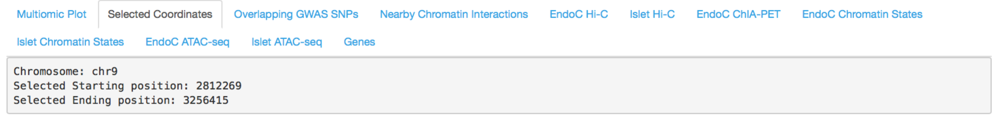 Multiomic Plot Selected Coordinates Overlapping GWAS SNPs Nearby Chromatin Interactions EndoC Hi-C Islet Hi-C EndoC ChIA-PET EndoC Chromatin States
Islet Chromatin States EndoC ATAC-seq Islet ATAC-seq Genes
Chromosome: chr9
Selected Starting position: 2812269
Selected Ending position: 3256415